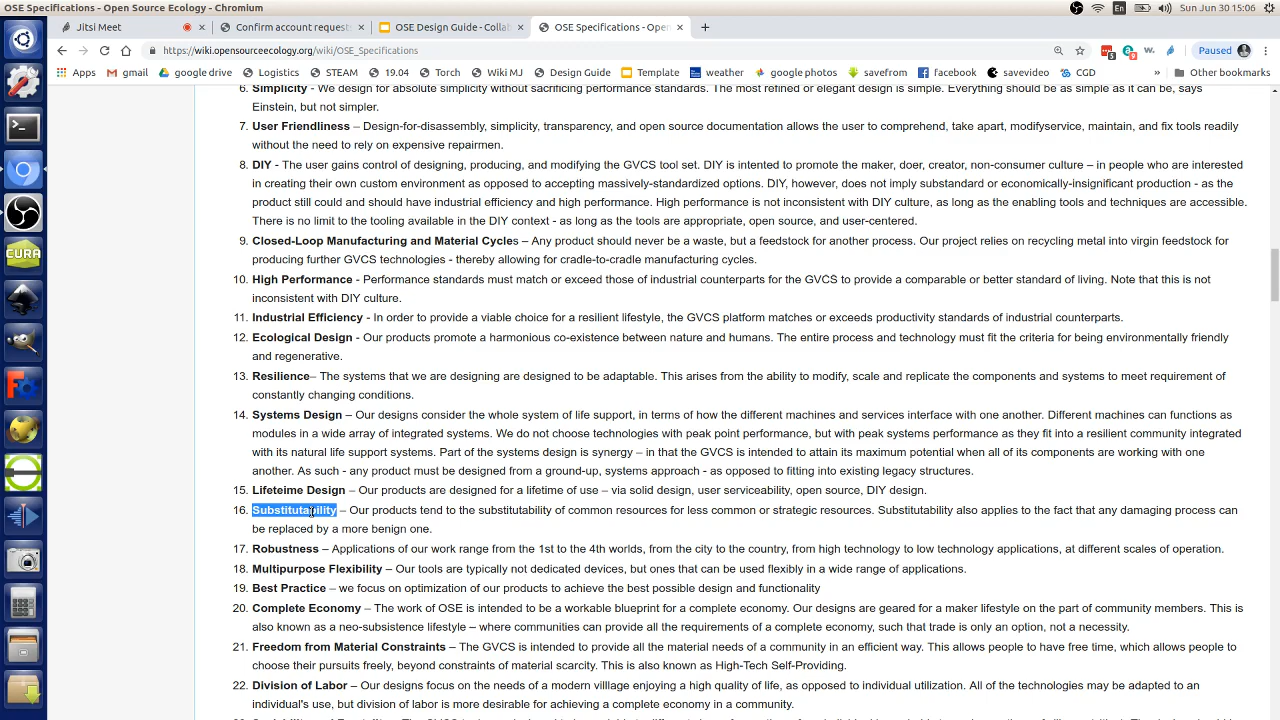 OSE Specifications - Open Source Ecology - Chromium
En
Sun Jun 30 15:06
Jitsi Meet
Confirm account request
OSE Design Guide - Collab
OSE Specifications - Open
https://wiki.opensourceecology.org/wiki/OSE_Specifications
Paused
Apps
gmail
google drive
Logistics
STEAM
19.04
Torch
Wiki MJ
Design Guide
Template
weather
google photos
savefrom
facebook
savevideo
CGD
»
Other bookmarks
6. Simplicity - We design for absolute simplicity without sacrificing performance standards. The most refined or elegant design is simple. Everything should be as simple as it can be, says
Einstein, but not simpler.
7. User Friendliness – Design-for-disassembly, simplicity, transparency, and open source documentation allows the user to comprehend, take apart, modifyservice, maintain, and fix tools readily
without the need to rely on expensive repairmen.
8. DIY - The user gains control of designing, producing, and modifying the GVCS tool set. DIY is intented to promote the maker, doer, creator, non-consumer culture – in people who are interested
in creating their own custom environment as opposed to accepting massively-standardized options. DIY, however, does not imply substandard or economically-insignificant production - as the
product still could and should have industrial efficiency and high performance. High performance is not inconsistent with DIY culture, as long as the enabling tools and techniques are accessible.
There is no limit to the tooling available in the DIY context - as long as the tools are appropriate, open source, and user-centered.
9. Closed-Loop Manufacturing and Material Cycles – Any product should never be a waste, but a feedstock for another process. Our project relies on recycling metal into virgin feedstock for
producing further GVCS technologies - thereby allowing for cradle-to-cradle manufacturing cycles.
10. High Performance - Performance standards must match or exceed those of industrial counterparts for the GVCS to provide a comparable or better standard of living. Note that this is not
inconsistent with DIY culture.
11. Industrial Efficiency - In order to provide a viable choice for a resilient lifestyle, the GVCS platform matches or exceeds productivity standards of industrial counterparts.
12. Ecological Design - Our products promote a harmonious co-existence between nature and humans. The entire process and technology must fit the criteria for being environmentally friendly
and regenerative.
13. Resilience– The systems that we are designing are designed to be adaptable. This arises from the ability to modify, scale and replicate the components and systems to meet requirement of
constantly changing conditions.
14. Systems Design – Our designs consider the whole system of life support, in terms of how the different machines and services interface with one another. Different machines can functions as
modules in a wide array of integrated systems. We do not choose technologies with peak point performance, but with peak systems performance as they fit into a resilient community integrated
with its natural life support systems. Part of the systems design is synergy – in that the GVCS is intended to attain its maximum potential when all of its components are working with one
another. As such - any product must be designed from a ground-up, systems approach - as opposed to fitting into existing legacy structures.
15. Lifeteime Design – Our products are designed for a lifetime of use – via solid design, user serviceability, open source, DIY design.
16. Substitutability – Our products tend to the substitutability of common resources for less common or strategic resources. Substitutability also applies to the fact that any damaging process can
be replaced by a more benign one.
17. Robustness – Applications of our work range from the 1st to the 4th worlds, from the city to the country, from high technology to low technology applications, at different scales of operation.
18. Multipurpose Flexibility – Our tools are typically not dedicated devices, but ones that can be used flexibly in a wide range of applications.
19. Best Practice – we focus on optimization of our products to achieve the best possible design and functionality
20. Complete Economy – The work of OSE is intended to be a workable blueprint for a complete economy. Our designs are geared for a maker lifestyle on the part of community members. This is
also known as a neo-subsistence lifestyle – where communities can provide all the requirements of a complete economy, such that trade is only an option, not a necessity.
21. Freedom from Material Constraints – The GVCS is intended to provide all the material needs of a community in an efficient way. This allows people to have free time, which allows people to
choose their pursuits freely, beyond constraints of material scarcity. This is also known as High-Tech Self-Providing.
22. Division of Labor – Our designs focus on the needs of a modern villlage enjoying a high quality of life, as opposed to individual utilization. All of the technologies may be adapted to an
individual's use, but division of labor is more desirable for achieving a complete economy in a community.
CURA